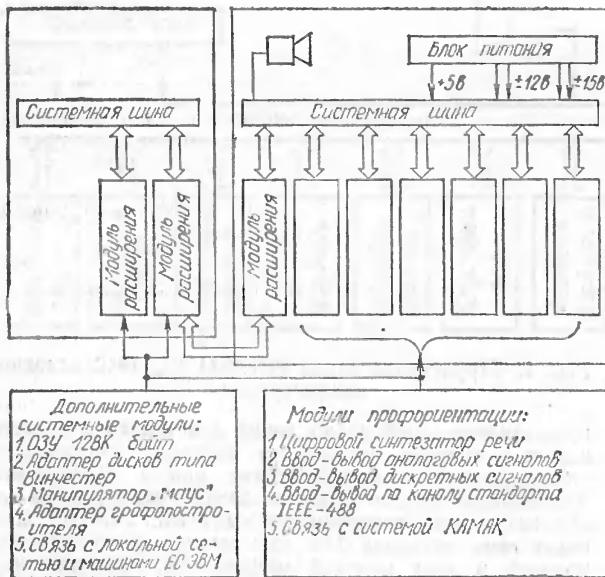 Блок питания
+5в
±12в
±15в
Системная шина
Системная шина
Модуль
расширения
Модуль
расширения
Модуль
расширения
Дополнительные
системные модули:
1. ОЗУ 128К байт
2. Адаптер дисков типа
винчестер
3. Манипулятор „маус"
4. Адаптер графопостро-
ителя
5. Связь с локальной се-
тью и машинами ЕС ЭВМ
Модули профориентации:
1 Цифровой синтезатор речи
2. Ввод-вывод аналоговых сигналов
3. Ввод-вывод дискретных сигналов
4. Ввод-вывод по каналу стандарта
IEEE-488
5. Связь с системой КАМАК